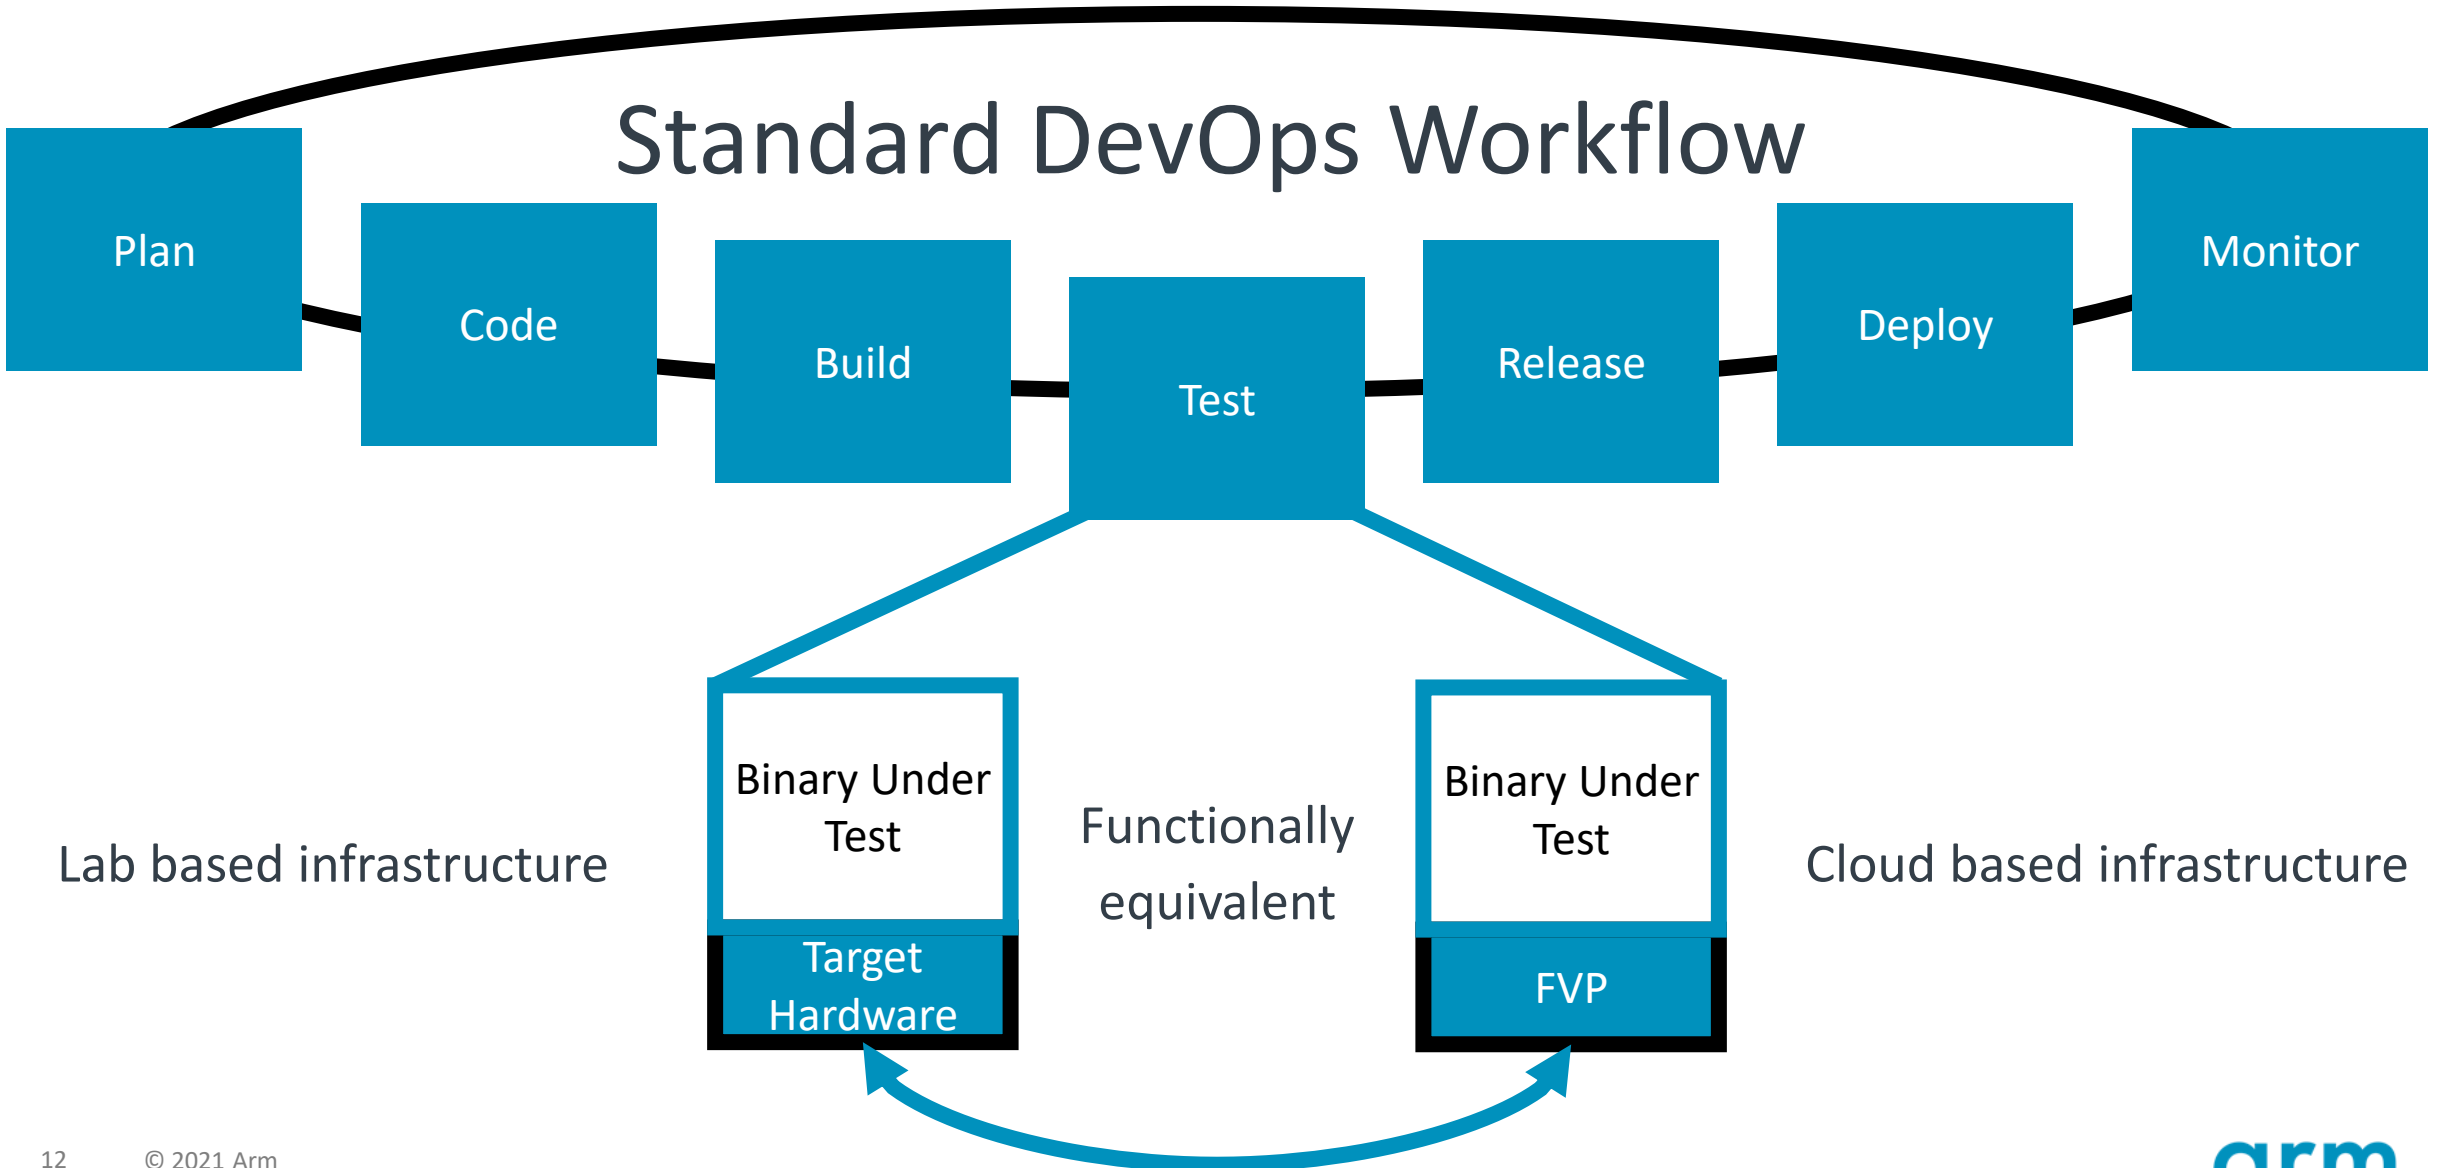 Standard DevOps Workflow
Plan
Code
Build
Test
Release
Deploy
Monitor
Lab based infrastructure
Binary Under
Test
Target
Hardware
Functionally
equivalent
Binary Under
Test
FVP
Cloud based infrastructure
12
© 2021 Arm
arm